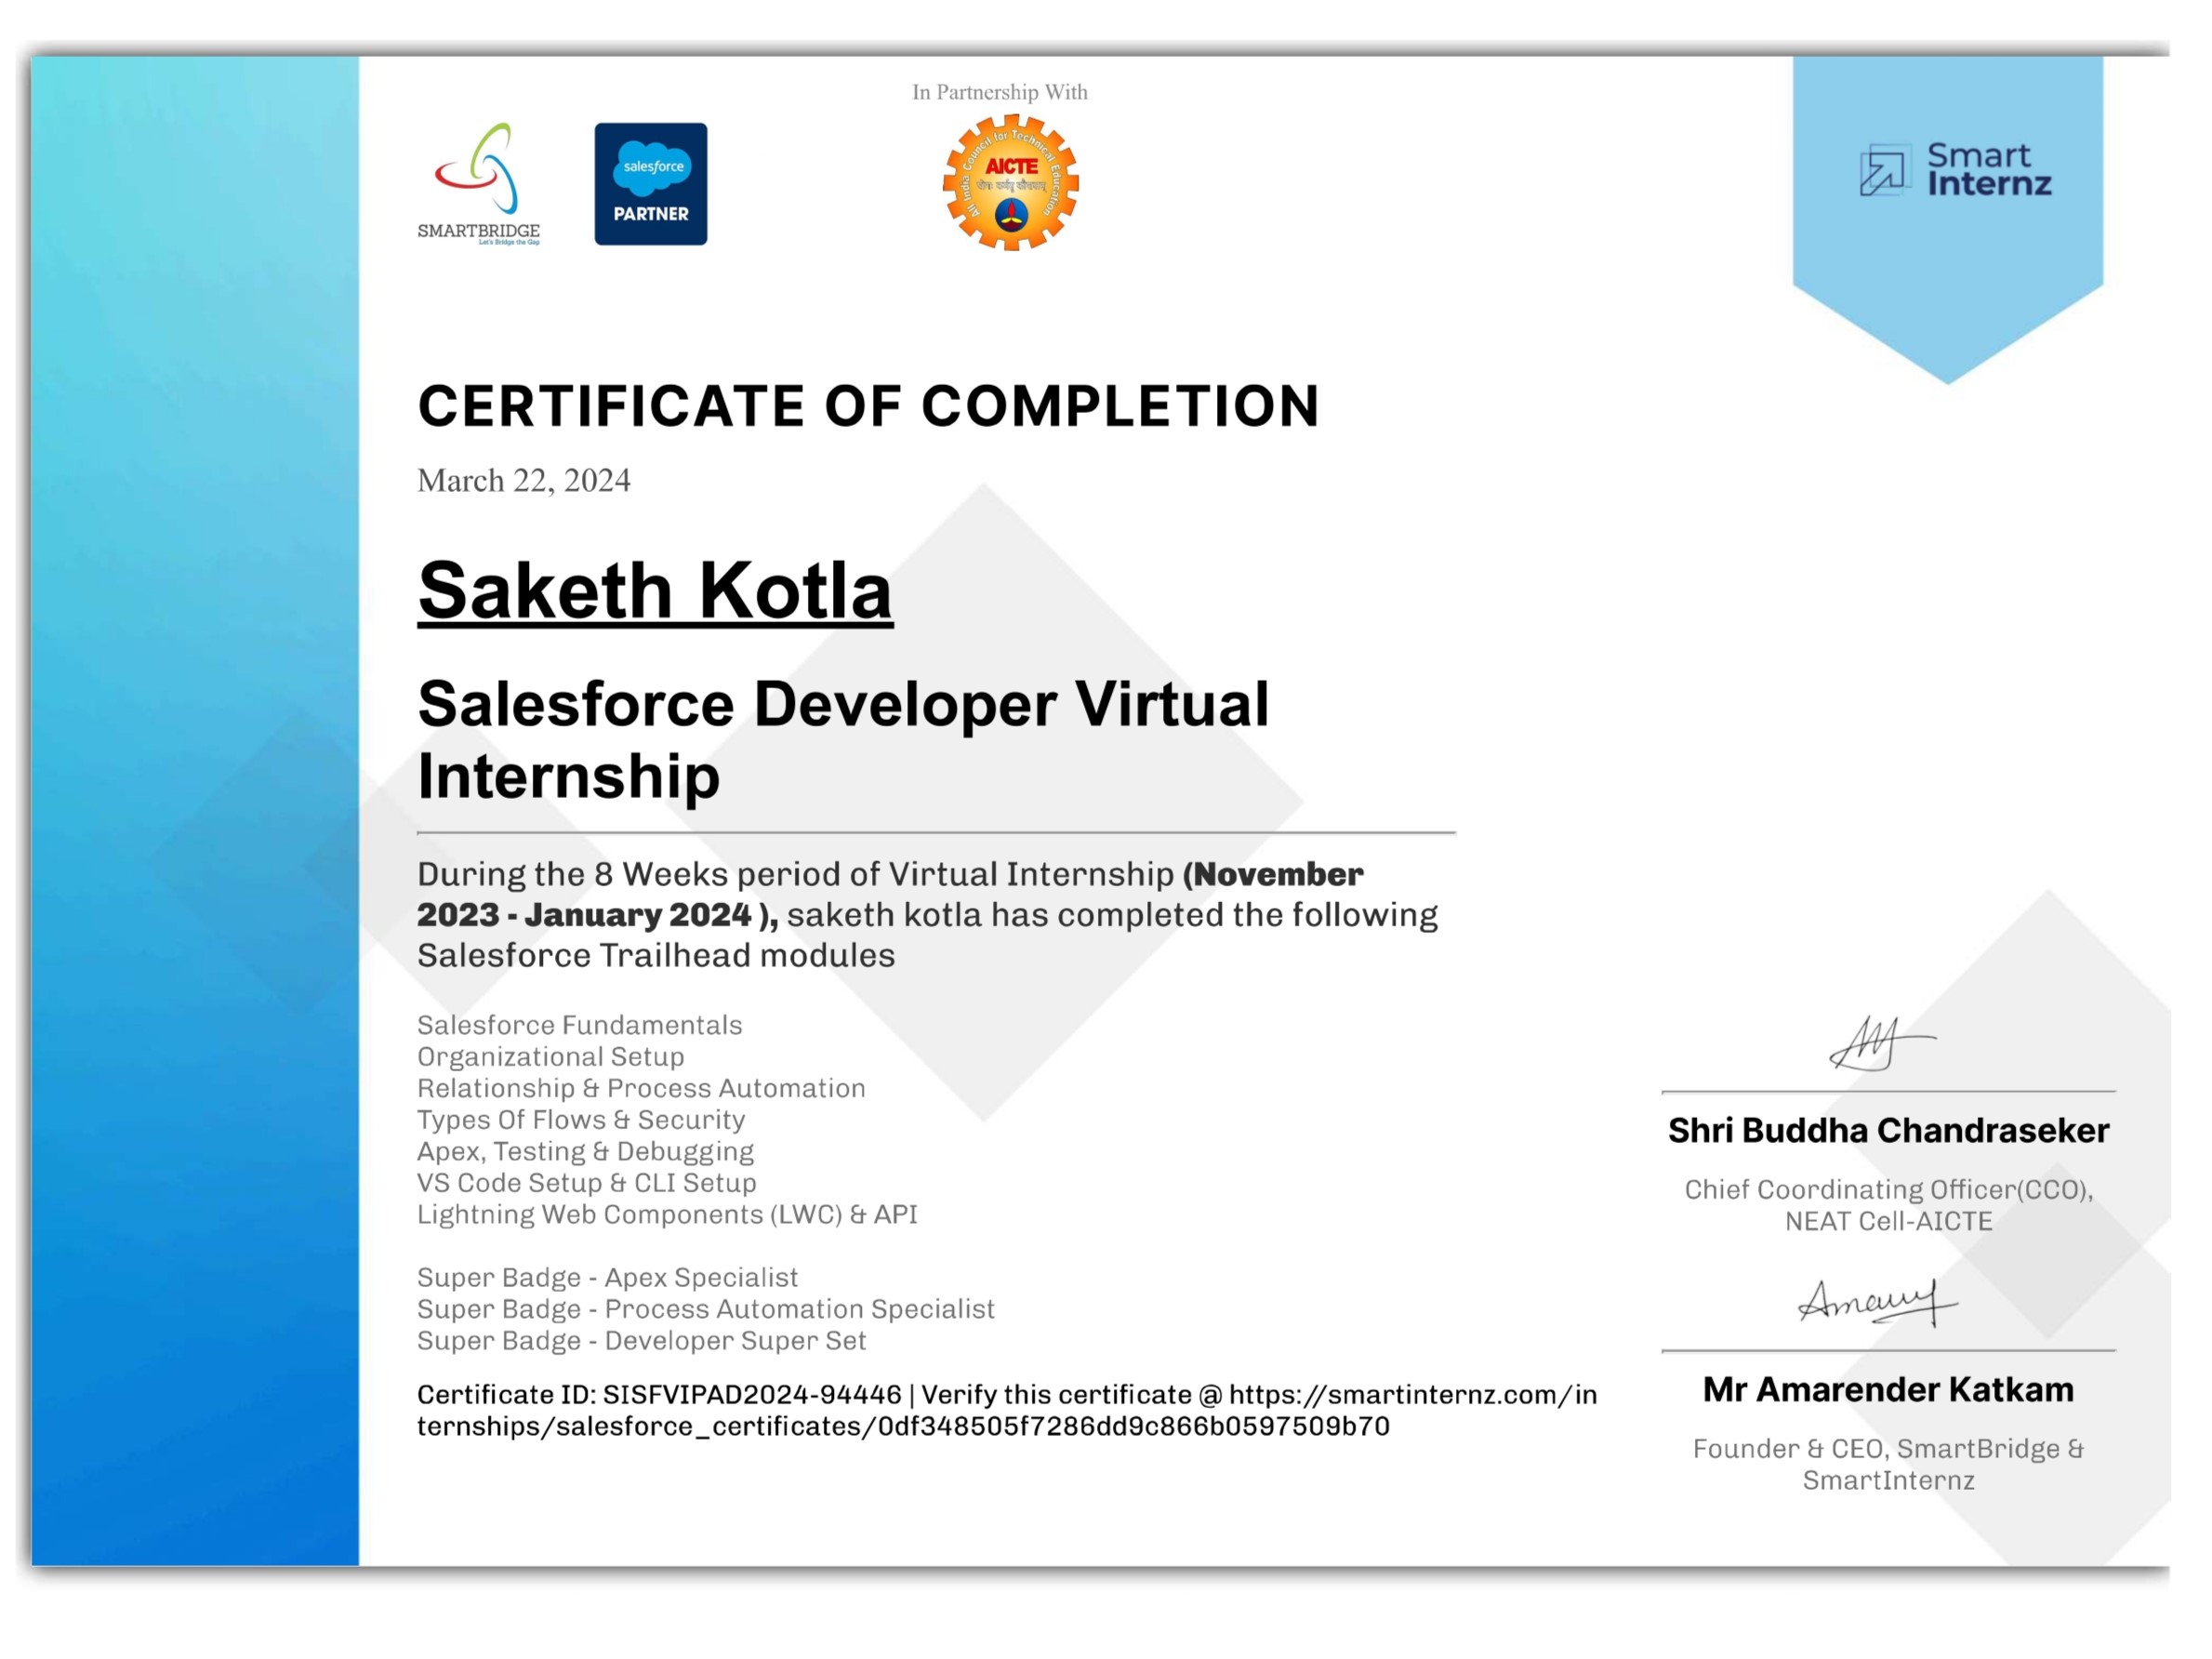 In Partnership With
SMARTBRIDGE
Let's Bridge the Gap
salesforce
PARTNER
All India Council for Technical Education
AICTE
Smart
Internz
CERTIFICATE OF COMPLETION
March 22, 2024
Saketh Kotla
Salesforce Developer Virtual
Internship
During the 8 Weeks period of Virtual Internship (November
2023 - January 2024 ), saketh kotla has completed the following
Salesforce Trailhead modules
Salesforce Fundamentals
Organizational Setup
Relationship & Process Automation
Types Of Flows & Security
Apex, Testing & Debugging
VS Code Setup & CLI Setup
Lightning Web Components (LWC) & API
Super Badge - Apex Specialist
Super Badge - Process Automation Specialist
Super Badge - Developer Super Set
Certificate ID: SISFVIPAD2024-94446 | Verify this certificate @ https://smartinternz.com/in
ternships/salesforce_certificates/0df348505f7286dd9c866b0597509b70
Shri Buddha Chandraseker
Chief Coordinating Officer(CCO),
NEAT Cell-AICTE
Mr Amarender Katkam
Founder & CEO, SmartBridge &
SmartInternz